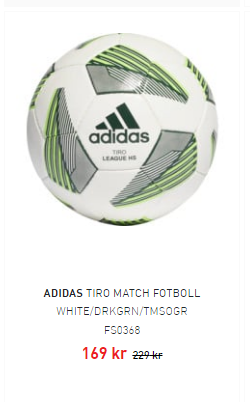 adidas
TIRO
LEAGUE HS
ADIDAS TIRO MATCH FOTBOLL
WHITE/DRKGRN/TMSOGR
FS0368
169 kr 229 kr